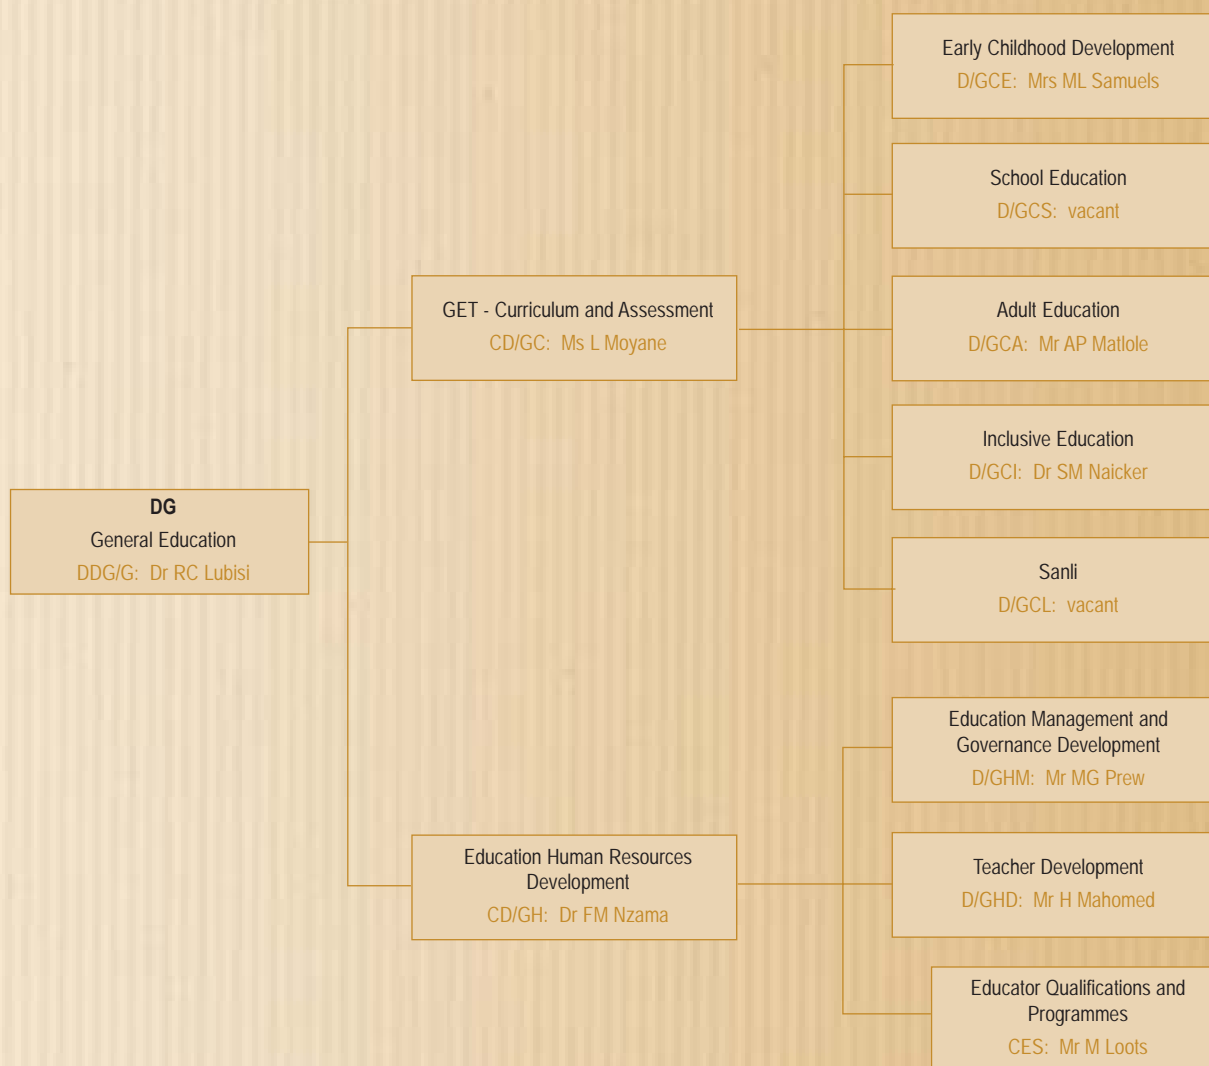 DG
General Education
DDG/G: Dr RC Lubisi
GET - Curriculum and Assessment
CD/GC: Ms L Moyane
Early Childhood Development
D/GCE: Mrs ML Samuels
School Education
D/GCS: vacant
Adult Education
D/GCA: Mr AP Matlole
Inclusive Education
D/GCI: Dr SM Naicker
Sanli
D/GCL: vacant
Education Human Resources
Development
CD/GH: Dr FM Nzama
Education Management and
Governance Development
D/GHM: Mr MG Prew
Teacher Development
D/GHD: Mr H Mahomed
Educator Qualifications and
Programmes
CES: Mr M Loots